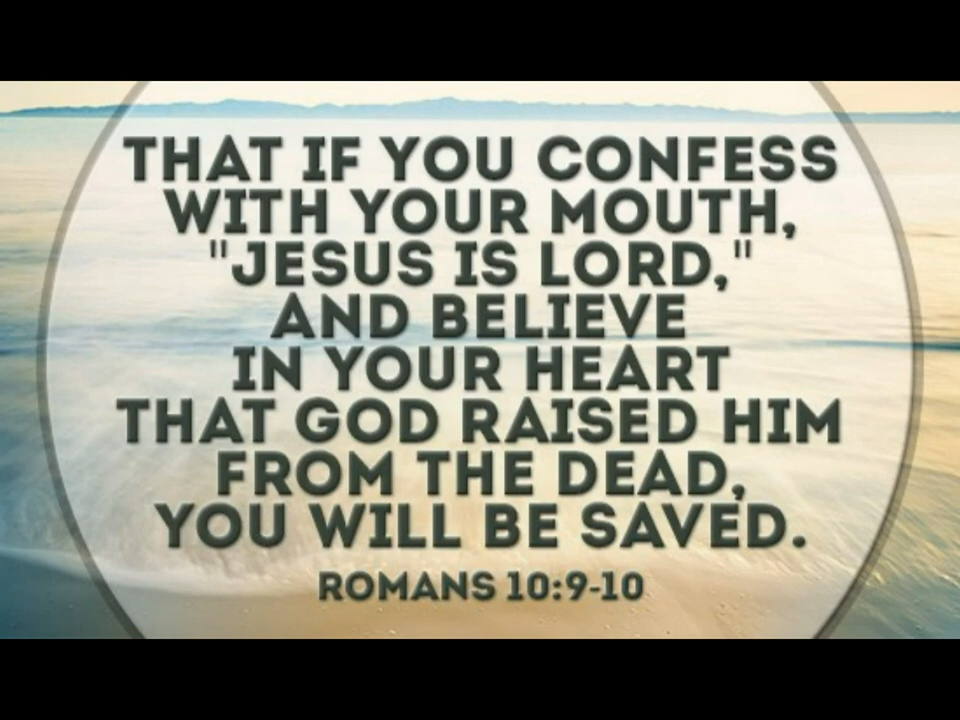 THAT IF YOU CONFESS
WITH YOUR MOUTH,
"JESUS IS LORD,"
AND BELIEVE
IN YOUR HEART
THAT GOD RAISED HIM
FROM THE DEAD,
YOU WILL BE SAVED.
ROMANS 10:9-10